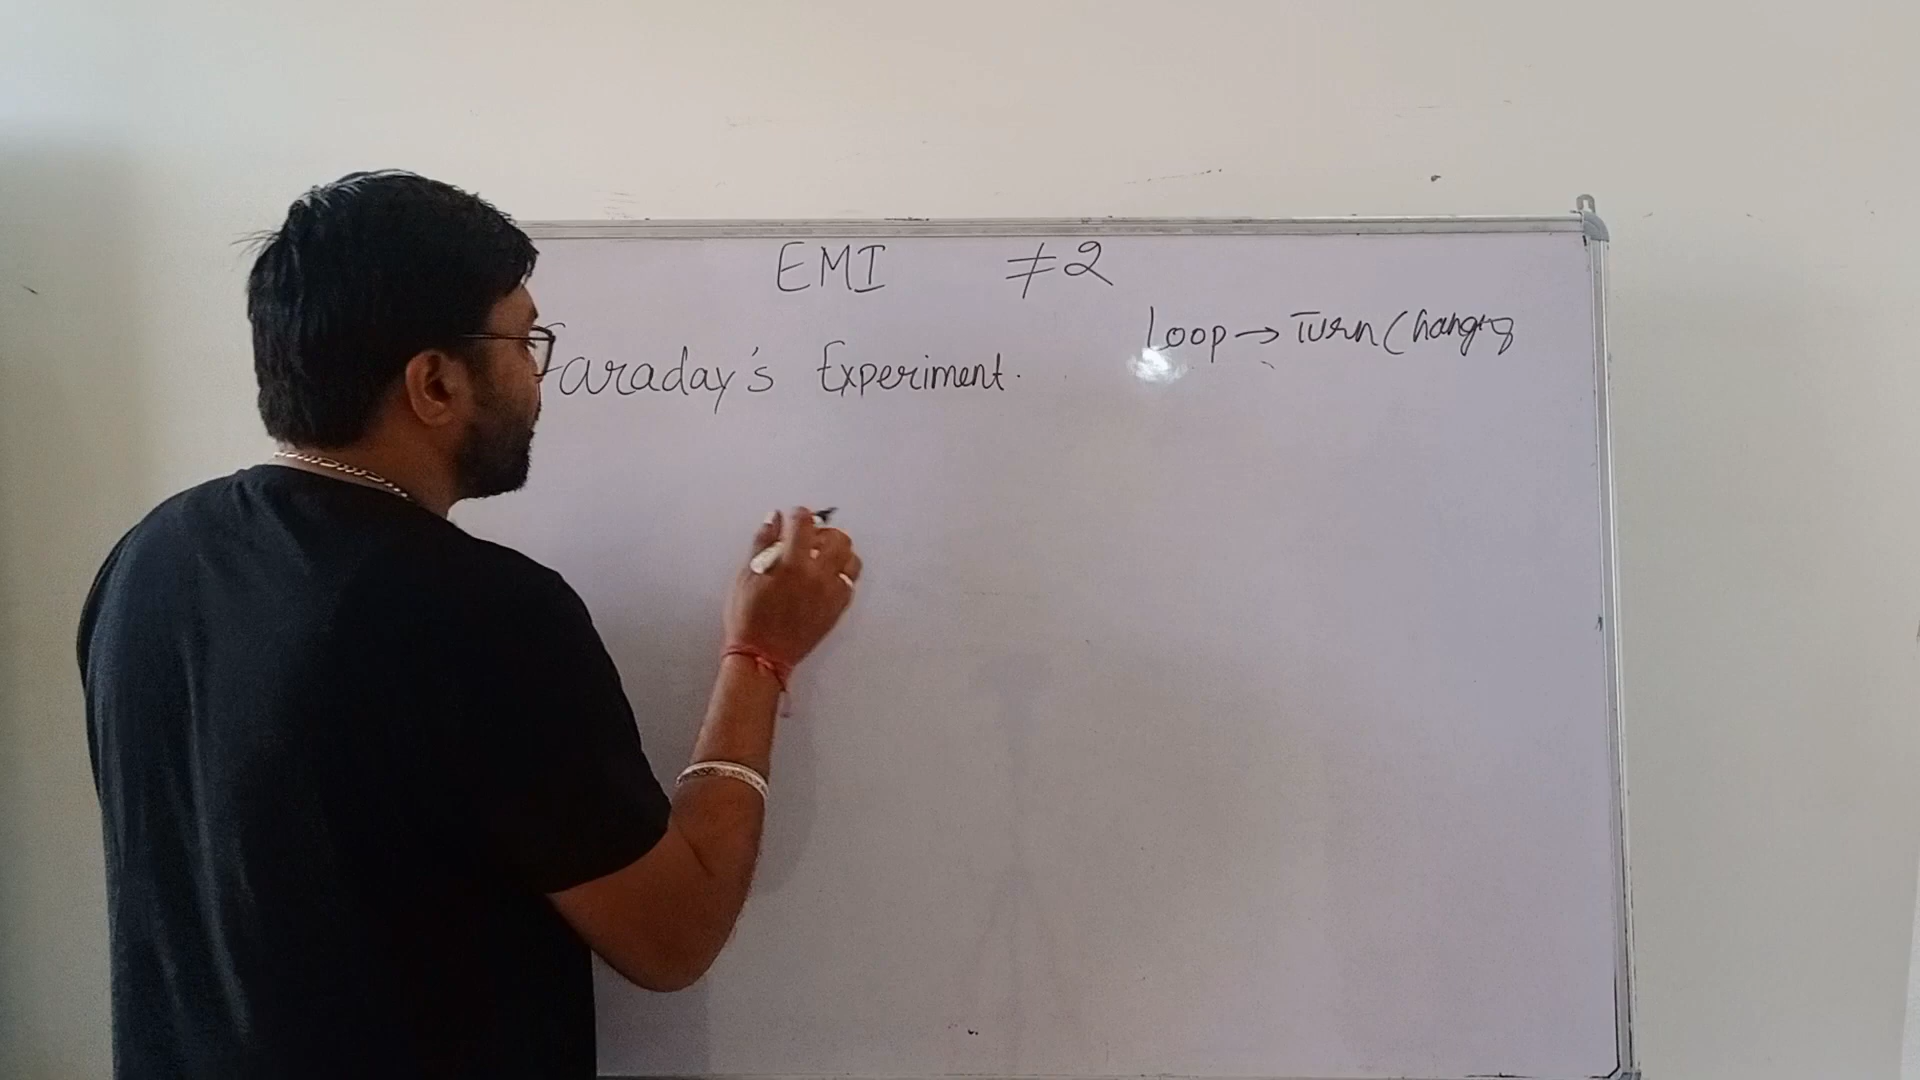 EMI #2
Loop → Turn Changing
Faraday's Experiment.